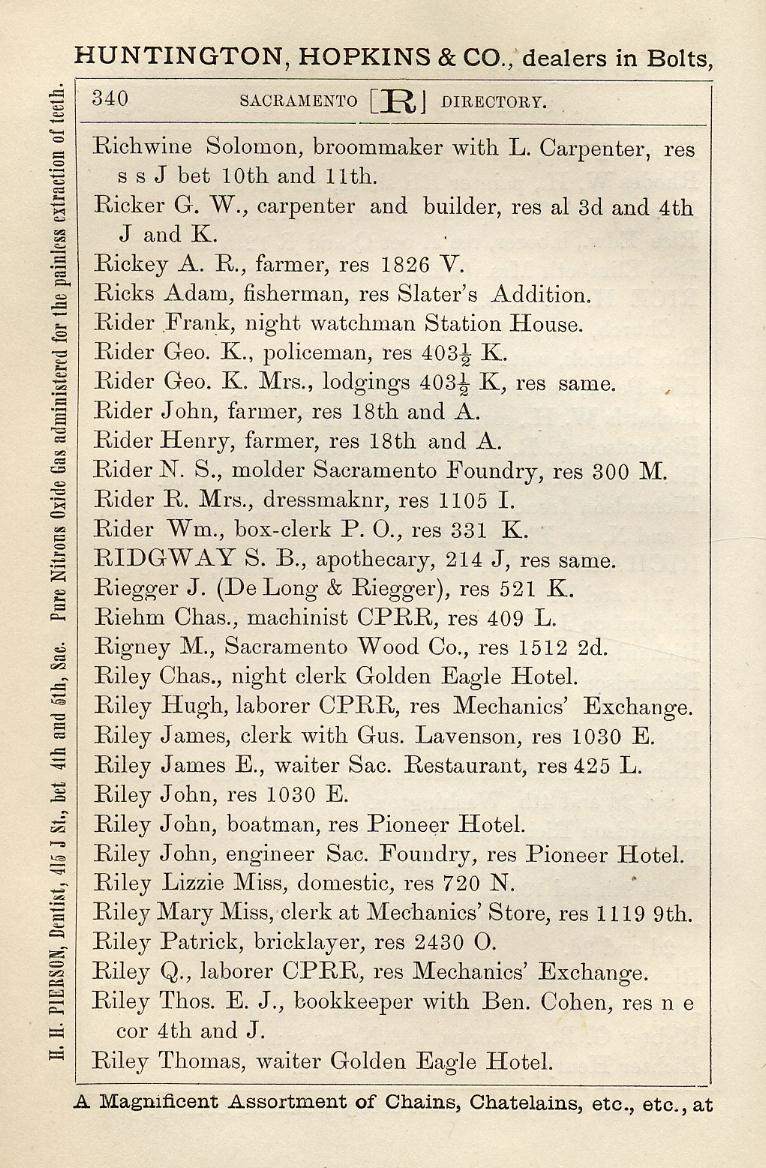 HUNTINGTON, HOPKINS & CO., dealers in Bolts,
340 SACRAMENTO [R] DIRECTORY.
Richwine Solomon, broommaker with L. Carpenter, res
s s J bet 10th and 11th.
Ricker G. W., carpenter and builder, res al 3d and 4th
J and K.
Rickey A. R., farmer, res 1826 V.
Ricks Adam, fisherman, res Slater's Addition.
Rider Frank, night watchman Station House.
Rider Geo. K., policeman, res 403½ K.
Rider Geo. K. Mrs., lodgings 403½ K, res same.
Rider John, farmer, res 18th and A.
Rider Henry, farmer, res 18th and A.
Rider N. S., molder Sacramento Foundry, res 300 M.
Rider R. Mrs., dressmaknr, res 1105 I.
Rider Wm., box-clerk P. O., res 331 K.
RIDGWAY S. B., apothecary, 214 J, res same.
Riegger J. (De Long & Riegger), res 521 K.
Riehm Chas., machinist CPRR, res 409 L.
Rigney M., Sacramento Wood Co., res 1512 2d.
Riley Chas., night clerk Golden Eagle Hotel.
Riley Hugh, laborer CPRR, res Mechanics' Exchange.
Riley James, clerk with Gus. Lavenson, res 1030 E.
Riley James E., waiter Sac. Restaurant, res 425 L.
Riley John, res 1030 E.
Riley John, boatman, res Pioneer Hotel.
Riley John, engineer Sac. Foundry, res Pioneer Hotel.
Riley Lizzie Miss, domestic, res 720 N.
Riley Mary Miss, clerk at Mechanics' Store, res 1119 9th.
Riley Patrick, bricklayer, res 2430 O.
Riley Q., laborer CPRR, res Mechanics' Exchange.
Riley Thos. E. J., bookkeeper with Ben. Cohen, res n e
cor 4th and J.
Riley Thomas, waiter Golden Eagle Hotel.
A Magnificent Assortment of Chains, Chatelains, etc., etc., at
H. H. PIERSON, Dentist, 415 J St., bet 4th and 5th, Sac. Pure Nitrous Oxide Gas administered for the painless extraction of teeth.